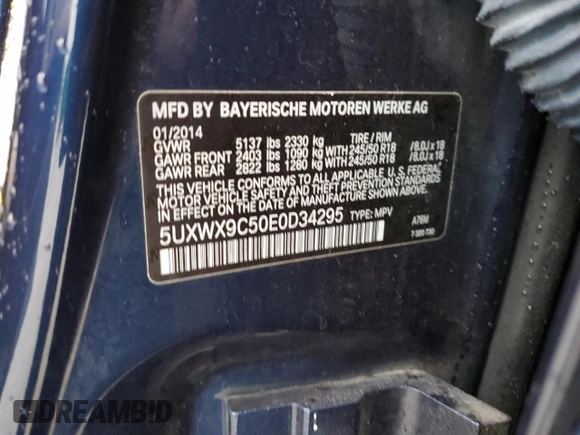 MFD BY BAYERISCHE MOTOREN WERKE AG
01/2014 TIRE / RIM
GVWR 5137 lbs 2330 kg
GAWR FRONT 2403 lbs 1090 kg WITH 245/50 R18 /8.0J x 18
GAWR REAR 2822 lbs 1280 kg WITH 245/50 R18 /8.0J x 18
THIS VEHICLE CONFORMS TO ALL APPLICABLE U. S. FEDERAL
MOTOR VEHICLE SAFETY AND THEFT PREVENTION STANDARDS
IN EFFECT ON THE DATE OF MANUFACTURE SHOWN ABOVE.
5UXWX9C50E0D34295 TYPE: MPV A76M
7 320 730
DREAMBID